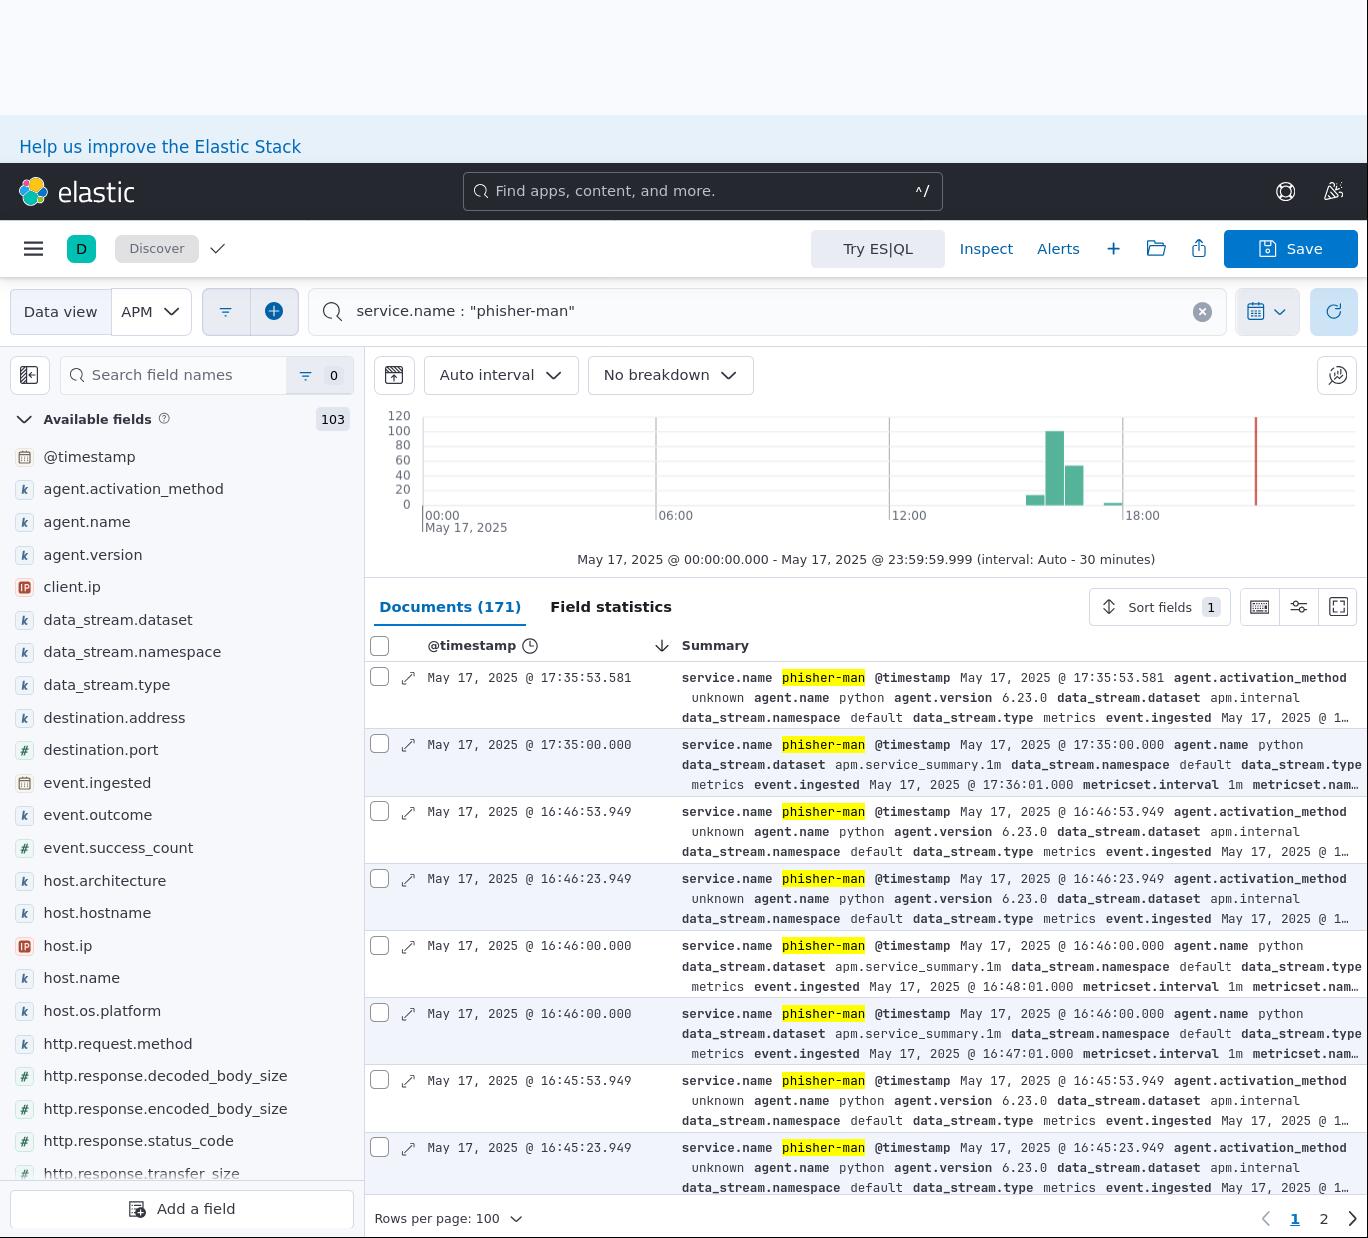 Help us improve the Elastic Stack
elastic
Find apps, content, and more.
^/
D
Discover
Try ES|QL
Inspect
Alerts
Save
Data view
APM
service.name : "phisher-man"
Search field names
0
Auto interval
No breakdown
Available fields
103
@timestamp
agent.activation_method
agent.name
agent.version
client.ip
data_stream.dataset
data_stream.namespace
data_stream.type
destination.address
destination.port
event.ingested
event.outcome
event.success_count
host.architecture
host.hostname
host.ip
host.name
host.os.platform
http.request.method
http.response.decoded_body_size
http.response.encoded_body_size
http.response.status_code
http.response.transfer_size
Add a field
120
100
80
60
40
20
0
00:00
May 17, 2025
06:00
12:00
18:00
May 17, 2025 @ 00:00:00.000 - May 17, 2025 @ 23:59:59.999 (interval: Auto - 30 minutes)
Documents (171)
Field statistics
Sort fields 1
@timestamp
Summary
May 17, 2025 @ 17:35:53.581
service.name phisher-man @timestamp May 17, 2025 @ 17:35:53.581 agent.activation_method
unknown agent.name python agent.version 6.23.0 data_stream.dataset apm.internal
data_stream.namespace default data_stream.type metrics event.ingested May 17, 2025 @ 1…
May 17, 2025 @ 17:35:00.000
service.name phisher-man @timestamp May 17, 2025 @ 17:35:00.000 agent.name python
data_stream.dataset apm.service_summary.1m data_stream.namespace default data_stream.type
metrics event.ingested May 17, 2025 @ 17:36:01.000 metricset.interval 1m metricset.nam…
May 17, 2025 @ 16:46:53.949
service.name phisher-man @timestamp May 17, 2025 @ 16:46:53.949 agent.activation_method
unknown agent.name python agent.version 6.23.0 data_stream.dataset apm.internal
data_stream.namespace default data_stream.type metrics event.ingested May 17, 2025 @ 1…
May 17, 2025 @ 16:46:23.949
service.name phisher-man @timestamp May 17, 2025 @ 16:46:23.949 agent.activation_method
unknown agent.name python agent.version 6.23.0 data_stream.dataset apm.internal
data_stream.namespace default data_stream.type metrics event.ingested May 17, 2025 @ 1…
May 17, 2025 @ 16:46:00.000
service.name phisher-man @timestamp May 17, 2025 @ 16:46:00.000 agent.name python
data_stream.dataset apm.service_summary.1m data_stream.namespace default data_stream.type
metrics event.ingested May 17, 2025 @ 16:48:01.000 metricset.interval 1m metricset.nam…
May 17, 2025 @ 16:46:00.000
service.name phisher-man @timestamp May 17, 2025 @ 16:46:00.000 agent.name python
data_stream.dataset apm.service_summary.1m data_stream.namespace default data_stream.type
metrics event.ingested May 17, 2025 @ 16:47:01.000 metricset.interval 1m metricset.nam…
May 17, 2025 @ 16:45:53.949
service.name phisher-man @timestamp May 17, 2025 @ 16:45:53.949 agent.activation_method
unknown agent.name python agent.version 6.23.0 data_stream.dataset apm.internal
data_stream.namespace default data_stream.type metrics event.ingested May 17, 2025 @ 1…
May 17, 2025 @ 16:45:23.949
service.name phisher-man @timestamp May 17, 2025 @ 16:45:23.949 agent.activation_method
unknown agent.name python agent.version 6.23.0 data_stream.dataset apm.internal
data_stream.namespace default data_stream.type metrics event.ingested May 17, 2025 @ 1…
Rows per page: 100
1
2